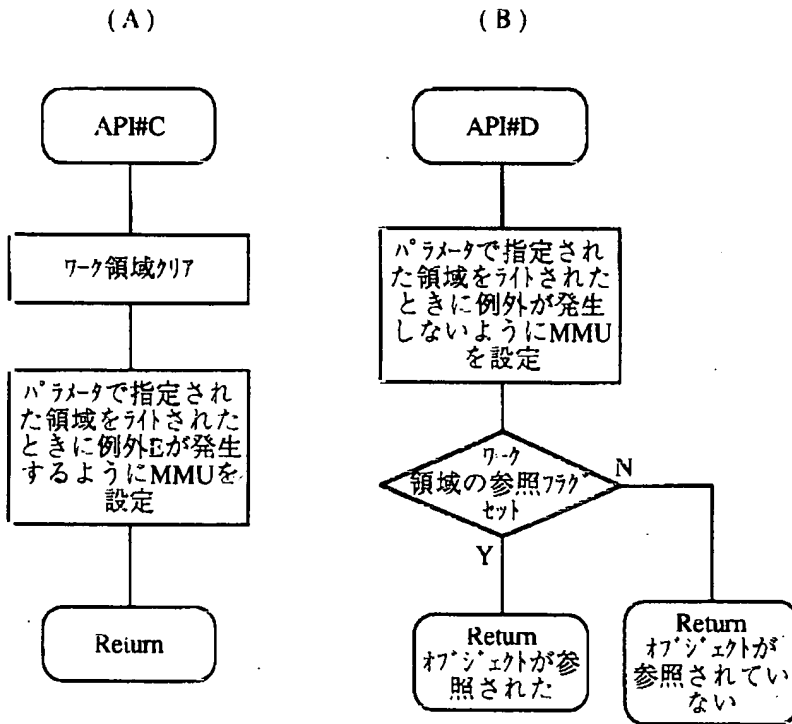 (A)
API#C
ワーク領域クリア
パラメータで指定され
た領域をライトされた
ときに例外Eが発生
するようにMMUを
設定
Return
(B)
API#D
パラメータで指定され
た領域をライトされた
ときに例外が発生
しないようにMMU
を設定
ワーク
領域の参照フラグ
セット
N
Y
Return
オブジェクトが参
照された
Return
オブジェクトが
参照されてい
ない